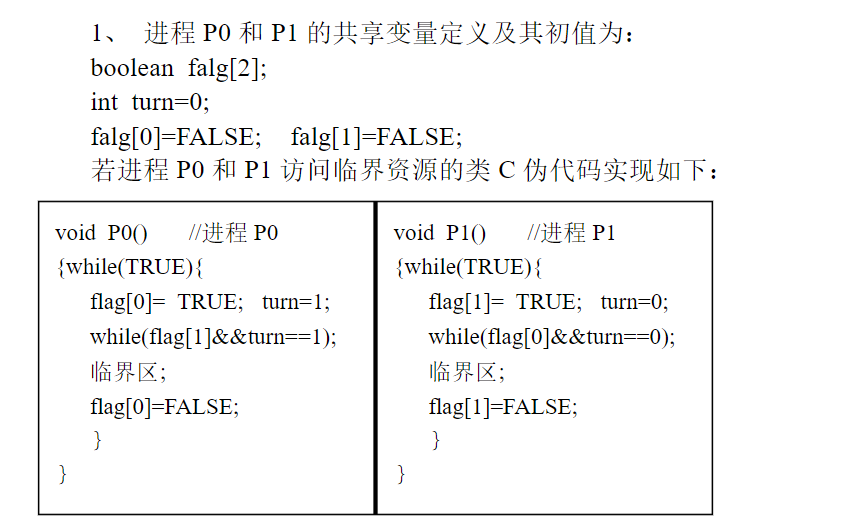 1、 进程 P0 和 P1 的共享变量定义及其初值为：
boolean falg[2];
int turn=0;
falg[0]=FALSE; falg[1]=FALSE;
若进程 P0 和 P1 访问临界资源的类 C 伪代码实现如下：
void P0() //进程 P0
{while(TRUE){
flag[0]= TRUE; turn=1;
while(flag[1]&&turn==1);
临界区;
flag[0]=FALSE;
}
}
void P1() //进程 P1
{while(TRUE){
flag[1]= TRUE; turn=0;
while(flag[0]&&turn==0);
临界区;
flag[1]=FALSE;
}
}